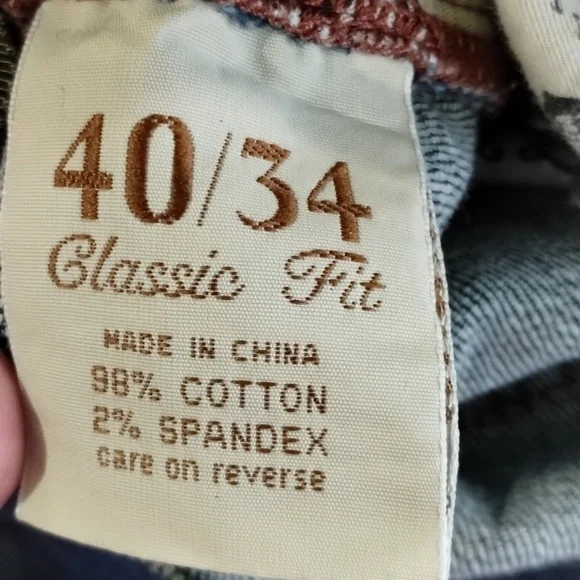 40/34
Classic Fit
MADE IN CHINA
98% COTTON
2% SPANDEX
care on reverse